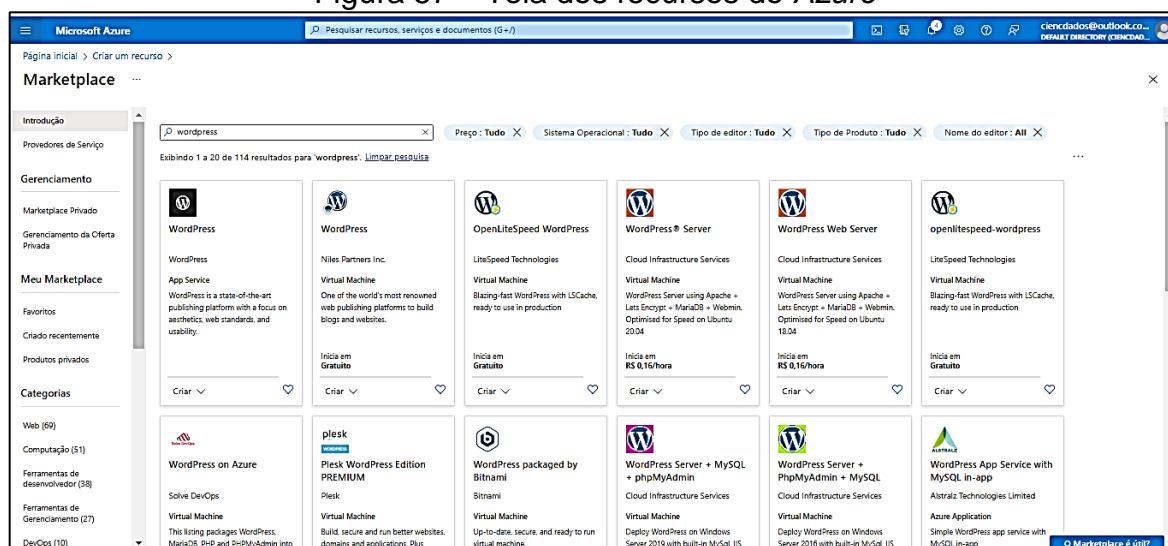 Microsoft Azure
Pesquisar recursos, serviços e documentos (G+/)
ciencdados@outlook.co...
DEFAULT DIRECTORY (CIENCDAD...
Página inicial > Criar um recurso >
Marketplace ...
Introdução
Provedores de Serviço
Gerenciamento
Marketplace Privado
Gerenciamento da Oferta
Privada
Meu Marketplace
Favoritos
Criado recentemente
Produtos privados
Categorias
Web (69)
Computação (51)
Ferramentas de
desenvolvedor (38)
Ferramentas de
Gerenciamento (27)
DevOps (10)
wordpress
Preço : Tudo
Sistema Operacional : Tudo
Tipo de editor : Tudo
Tipo de Produto : Tudo
Nome do editor : All
Exibindo 1 a 20 de 114 resultados para 'wordpress'. Limpar pesquisa
WordPress
WordPress
App Service
WordPress is a state-of-the-art
publishing platform with a focus on
aesthetics, web standards, and
usability.
Criar
WordPress
Niles Partners Inc.
Virtual Machine
One of the world's most renowned
web publishing platforms to build
blogs and websites.
Inicia em
Gratuito
Criar
OpenLiteSpeed WordPress
LiteSpeed Technologies
Virtual Machine
Blazing-fast WordPress with LSCache,
ready to use in production
Inicia em
Gratuito
Criar
WordPress® Server
Cloud Infrastructure Services
Virtual Machine
WordPress Server using Apache +
Lets Encrypt + MariaDB + Webmin.
Optimised for Speed on Ubuntu
20.04
Inicia em
R$ 0,16/hora
Criar
WordPress Web Server
Cloud Infrastructure Services
Virtual Machine
WordPress Server using Apache +
Lets Encrypt + MariaDB + Webmin.
Optimised for Speed on Ubuntu
18.04
Inicia em
R$ 0,16/hora
Criar
openlitespeed-wordpress
LiteSpeed Technologies
Virtual Machine
Blazing-fast WordPress with LSCache,
ready to use in production
Inicia em
Gratuito
Criar
WordPress on Azure
Solve DevOps
Virtual Machine
This listing packages WordPress,
MariaDB, PHP and PHPMyAdmin into
plesk
WORDPRESS
Plesk WordPress Edition
PREMIUM
Plesk
Virtual Machine
Build, secure and run better websites,
domains and applications. Plus
WordPress packaged by
Bitnami
Bitnami
Virtual Machine
Up-to-date, secure, and ready to run
virtual machine.
WordPress Server + MySQL
+ phpMyAdmin
Cloud Infrastructure Services
Virtual Machine
Deploy WordPress on Windows
Server 2019 with built-in MySql, IIS
WordPress Server +
PhpMyAdmin + MySQL
Cloud Infrastructure Services
Virtual Machine
Deploy WordPress on Windows
Server 2016 with built-in MySql, IIS
ALSTRALZ
WordPress App Service with
MySQL in-app
Alstralz Technologies Limited
Azure Application
Simple WordPress app service with
MySQL in-app
O Marketplace é útil?